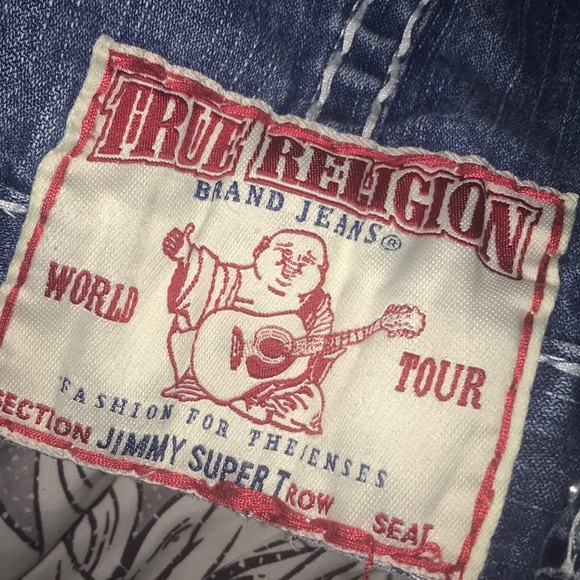 TRUE RELIGION
BRAND JEANS®
WORLD TOUR
FASHION FOR THE SENSES
SECTION JIMMY SUPER T ROW SEAT